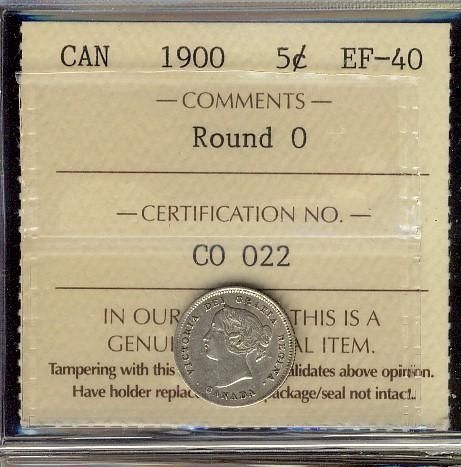 CAN 1900 5¢ EF-40
— COMMENTS —
Round 0
— CERTIFICATION NO. —
CO 022
IN OUR THIS IS A
GENUI AL ITEM.
Tampering with this alidates above opinion.
Have holder replac package/seal not intact.
VICTORIA DEI GRATIA REGINA.
CANADA